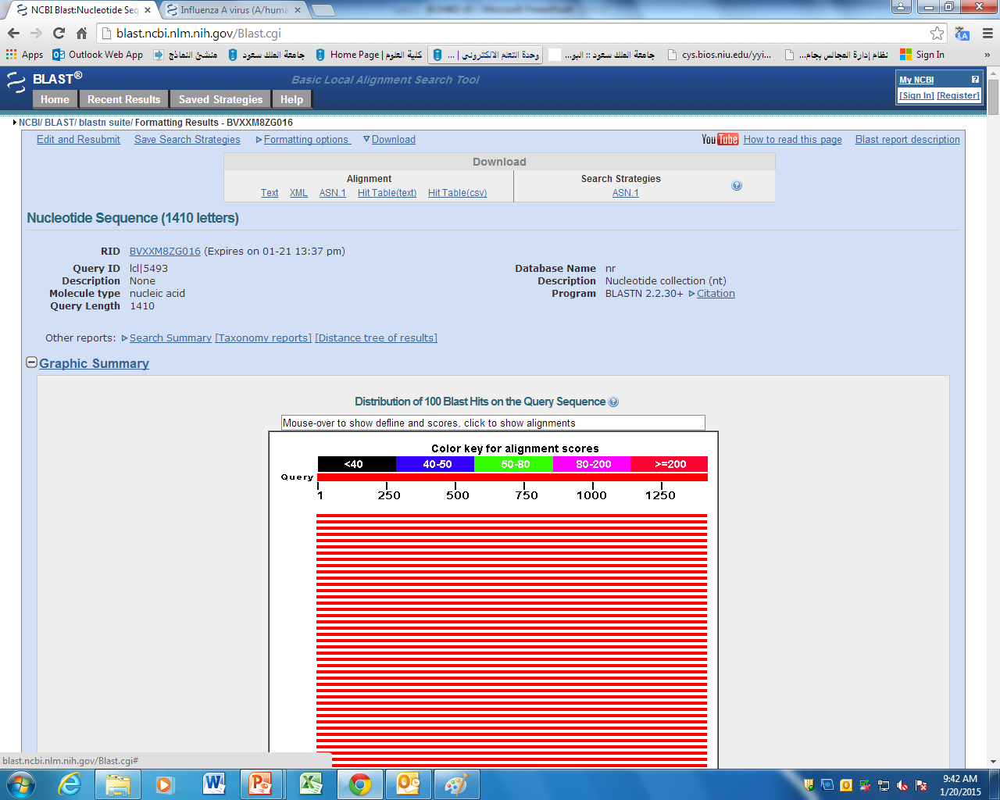 NCBI Blast:Nucleotide Seq
Influenza A virus (A/huma
blast.ncbi.nlm.nih.gov/Blast.cgi
Apps Outlook Web App منشئ النماذج جامعة الملك سعود Home Page | كلية العلوم وحدة التعلم الالكتروني | ... جامعة الملك سعود :: البو... cys.bios.niu.edu/yyi... نظام إدارة المجالس بجام... Sign In »
BLAST® Basic Local Alignment Search Tool
My NCBI ?
[Sign In] [Register]
Home Recent Results Saved Strategies Help
NCBI/ BLAST/ blastn suite/ Formatting Results - BVXXM8ZG016
Edit and Resubmit Save Search Strategies Formatting options Download YouTube How to read this page Blast report description
Download
Alignment Search Strategies
Text XML ASN.1 Hit Table(text) Hit Table(csv) ASN.1 ?
Nucleotide Sequence (1410 letters)
RID BVXXM8ZG016 (Expires on 01-21 13:37 pm)
Query ID lcl|5493 Database Name nr
Description None Description Nucleotide collection (nt)
Molecule type nucleic acid Program BLASTN 2.2.30+ Citation
Query Length 1410
Other reports: Search Summary [Taxonomy reports] [Distance tree of results]
Graphic Summary
Distribution of 100 Blast Hits on the Query Sequence ?
Mouse-over to show defline and scores, click to show alignments
Color key for alignment scores
<40 40-50 50-80 80-200 >=200
Query
1 250 500 750 1000 1250
blast.ncbi.nlm.nih.gov/Blast.cgi#
9:42 AM
1/20/2015